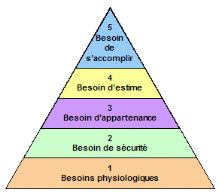 5
Besoin
de
s'accomplir
4
Besoin d'estime
3
Besoin d'appartenance
2
Besoin de sécurité
1
Besoins physiologiques